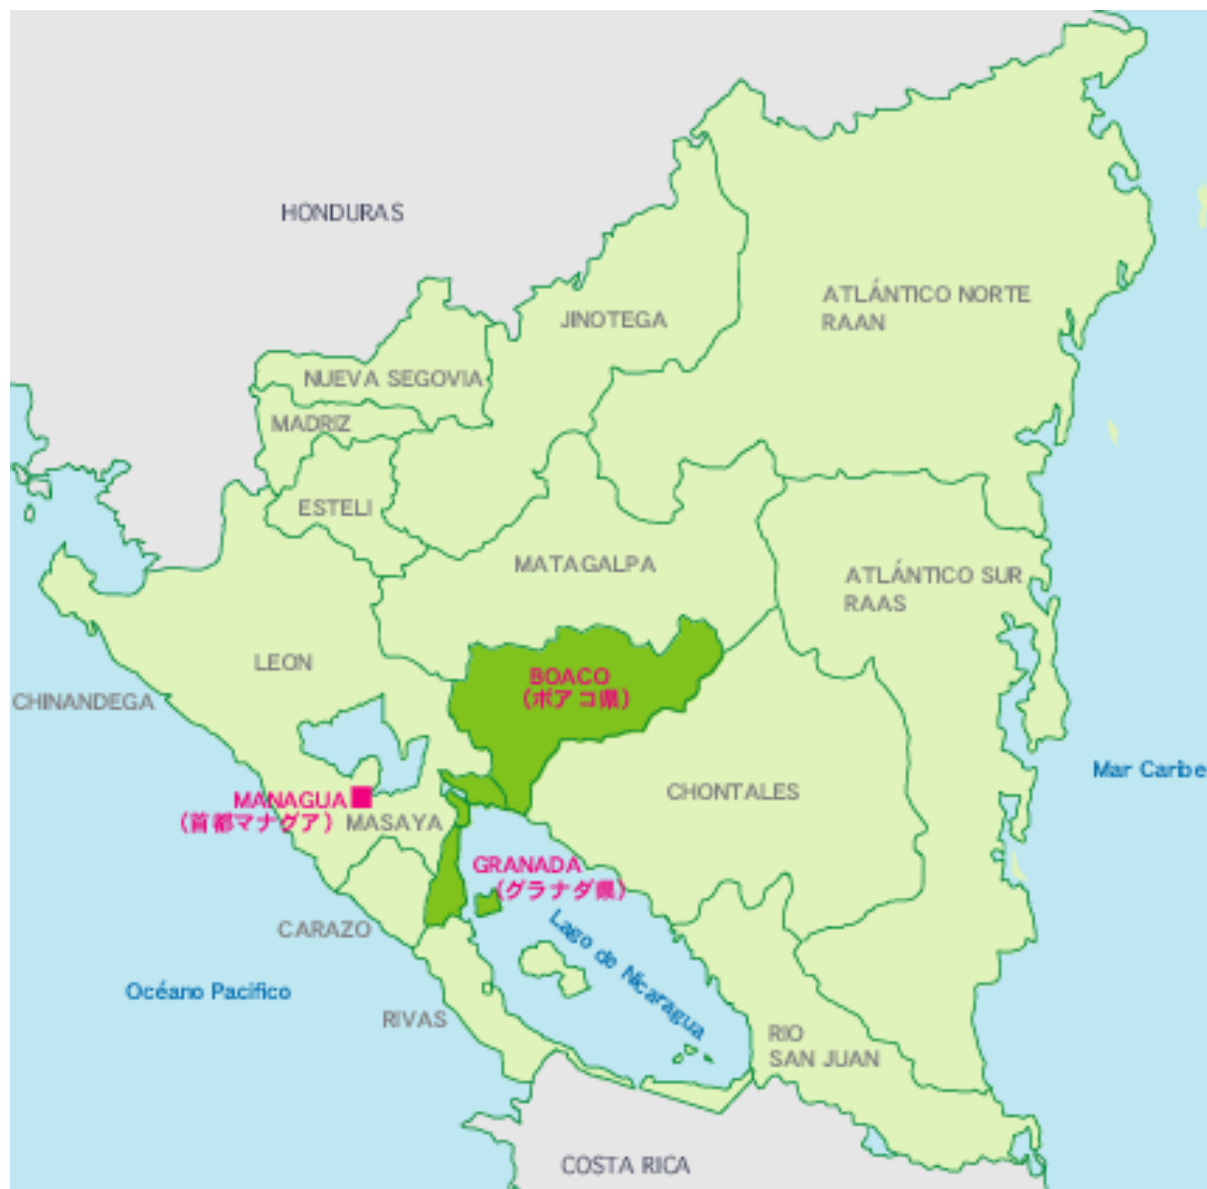 HONDURAS
ATLÁNTICO NORTE
RAAN
JINOTEGA
NUEVA SEGOVIA
MADRIZ
ESTELI
MATAGALPA
ATLÁNTICO SUR
RAAS
LEON
BOACO
(ボアコ県)
CHINANDEGA
Mar Caribe
CHONTALES
MANAGUA
(首都マナグア)
MASAYA
GRANADA
(グラナダ県)
CARAZO
Lago de Nicaragua
Océano Pacifico
RIVAS
RIO
SAN JUAN
COSTA RICA